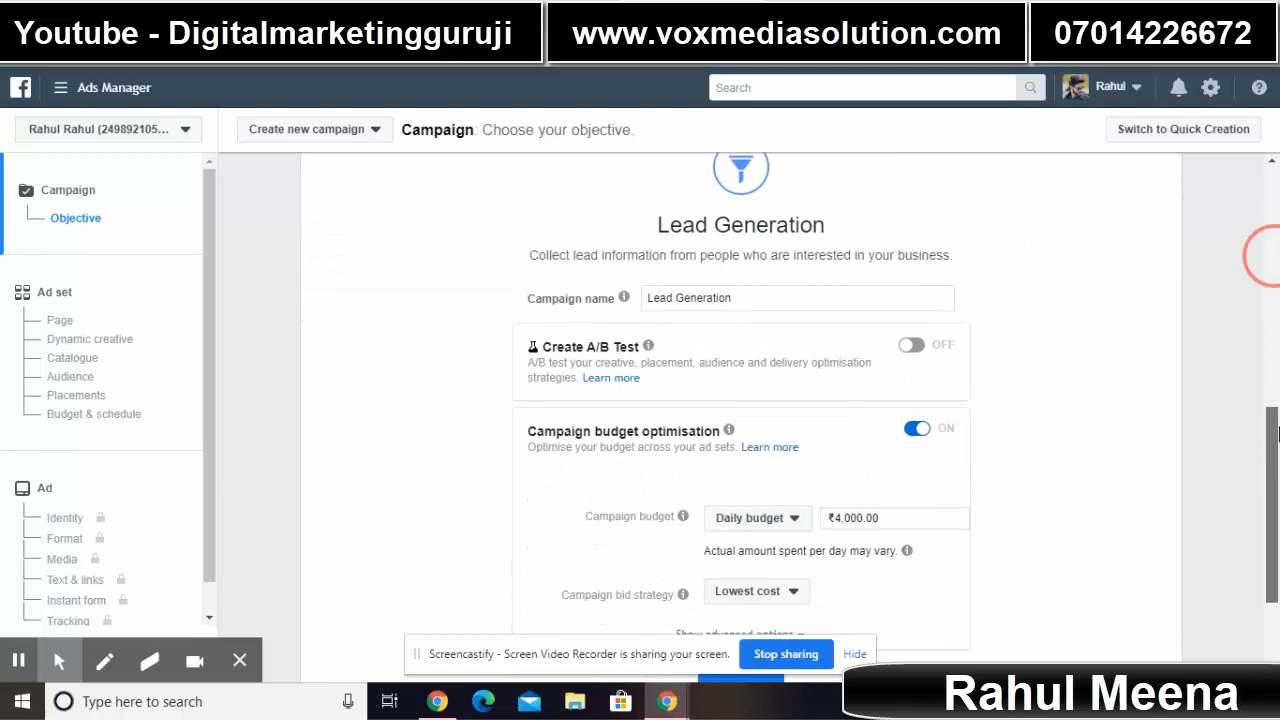 Youtube - Digitalmarketingguruji
www.voxmediasolution.com
07014226672
Ads Manager
Search
Rahul
Rahul Rahul (249892105...
Create new campaign
Campaign: Choose your objective.
Switch to Quick Creation
Campaign
Objective
Ad set
Page
Dynamic creative
Catalogue
Audience
Placements
Budget & schedule
Ad
Identity
Format
Media
Text & links
Instant form
Tracking
Lead Generation
Collect lead information from people who are interested in your business.
Campaign name
Lead Generation
Create A/B Test
OFF
A/B test your creative, placement, audience and delivery optimisation
strategies. Learn more
Campaign budget optimisation
ON
Optimise your budget across your ad sets. Learn more
Campaign budget
Daily budget
₹4,000.00
Actual amount spent per day may vary.
Campaign bid strategy
Lowest cost
Show advanced options
Screencastify - Screen Video Recorder is sharing your screen.
Stop sharing
Hide
Type here to search
Rahul Meena